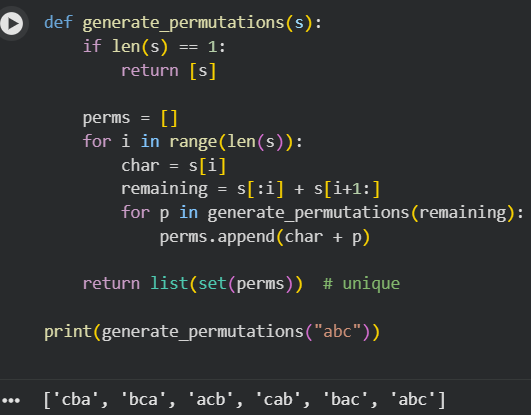 def generate_permutations(s):
    if len(s) == 1:
        return [s]

    perms = []
    for i in range(len(s)):
        char = s[i]
        remaining = s[:i] + s[i+1:]
        for p in generate_permutations(remaining):
            perms.append(char + p)

    return list(set(perms))  # unique

print(generate_permutations("abc"))

['cba', 'bca', 'acb', 'cab', 'bac', 'abc']